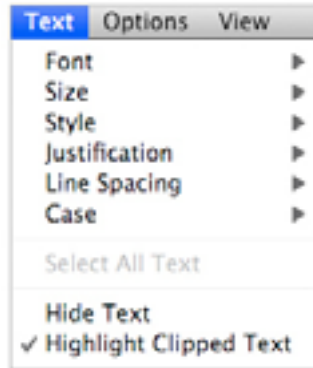 Text Options View
Font
Size
Style
Justification
Line Spacing
Case
Select All Text
Hide Text
✓ Highlight Clipped Text